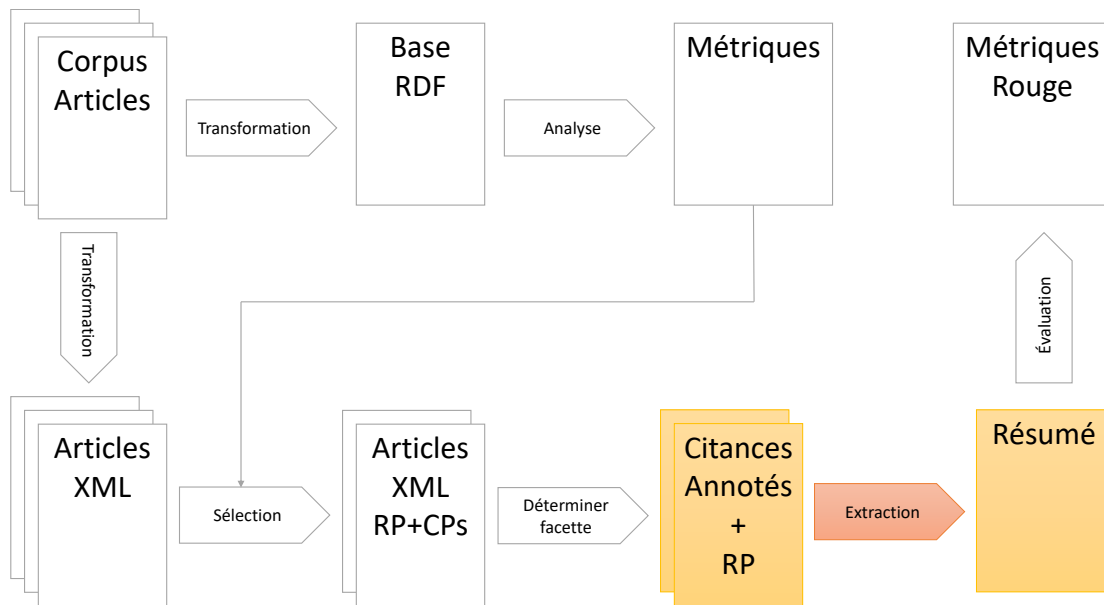 Corpus
Articles
Transformation
Base
RDF
Analyse
Métriques
Métriques
Rouge
Transformation
Évaluation
Articles
XML
Sélection
Articles
XML
RP+CPs
Déterminer
facette
Citances
Annotés
+
RP
Extraction
Résumé